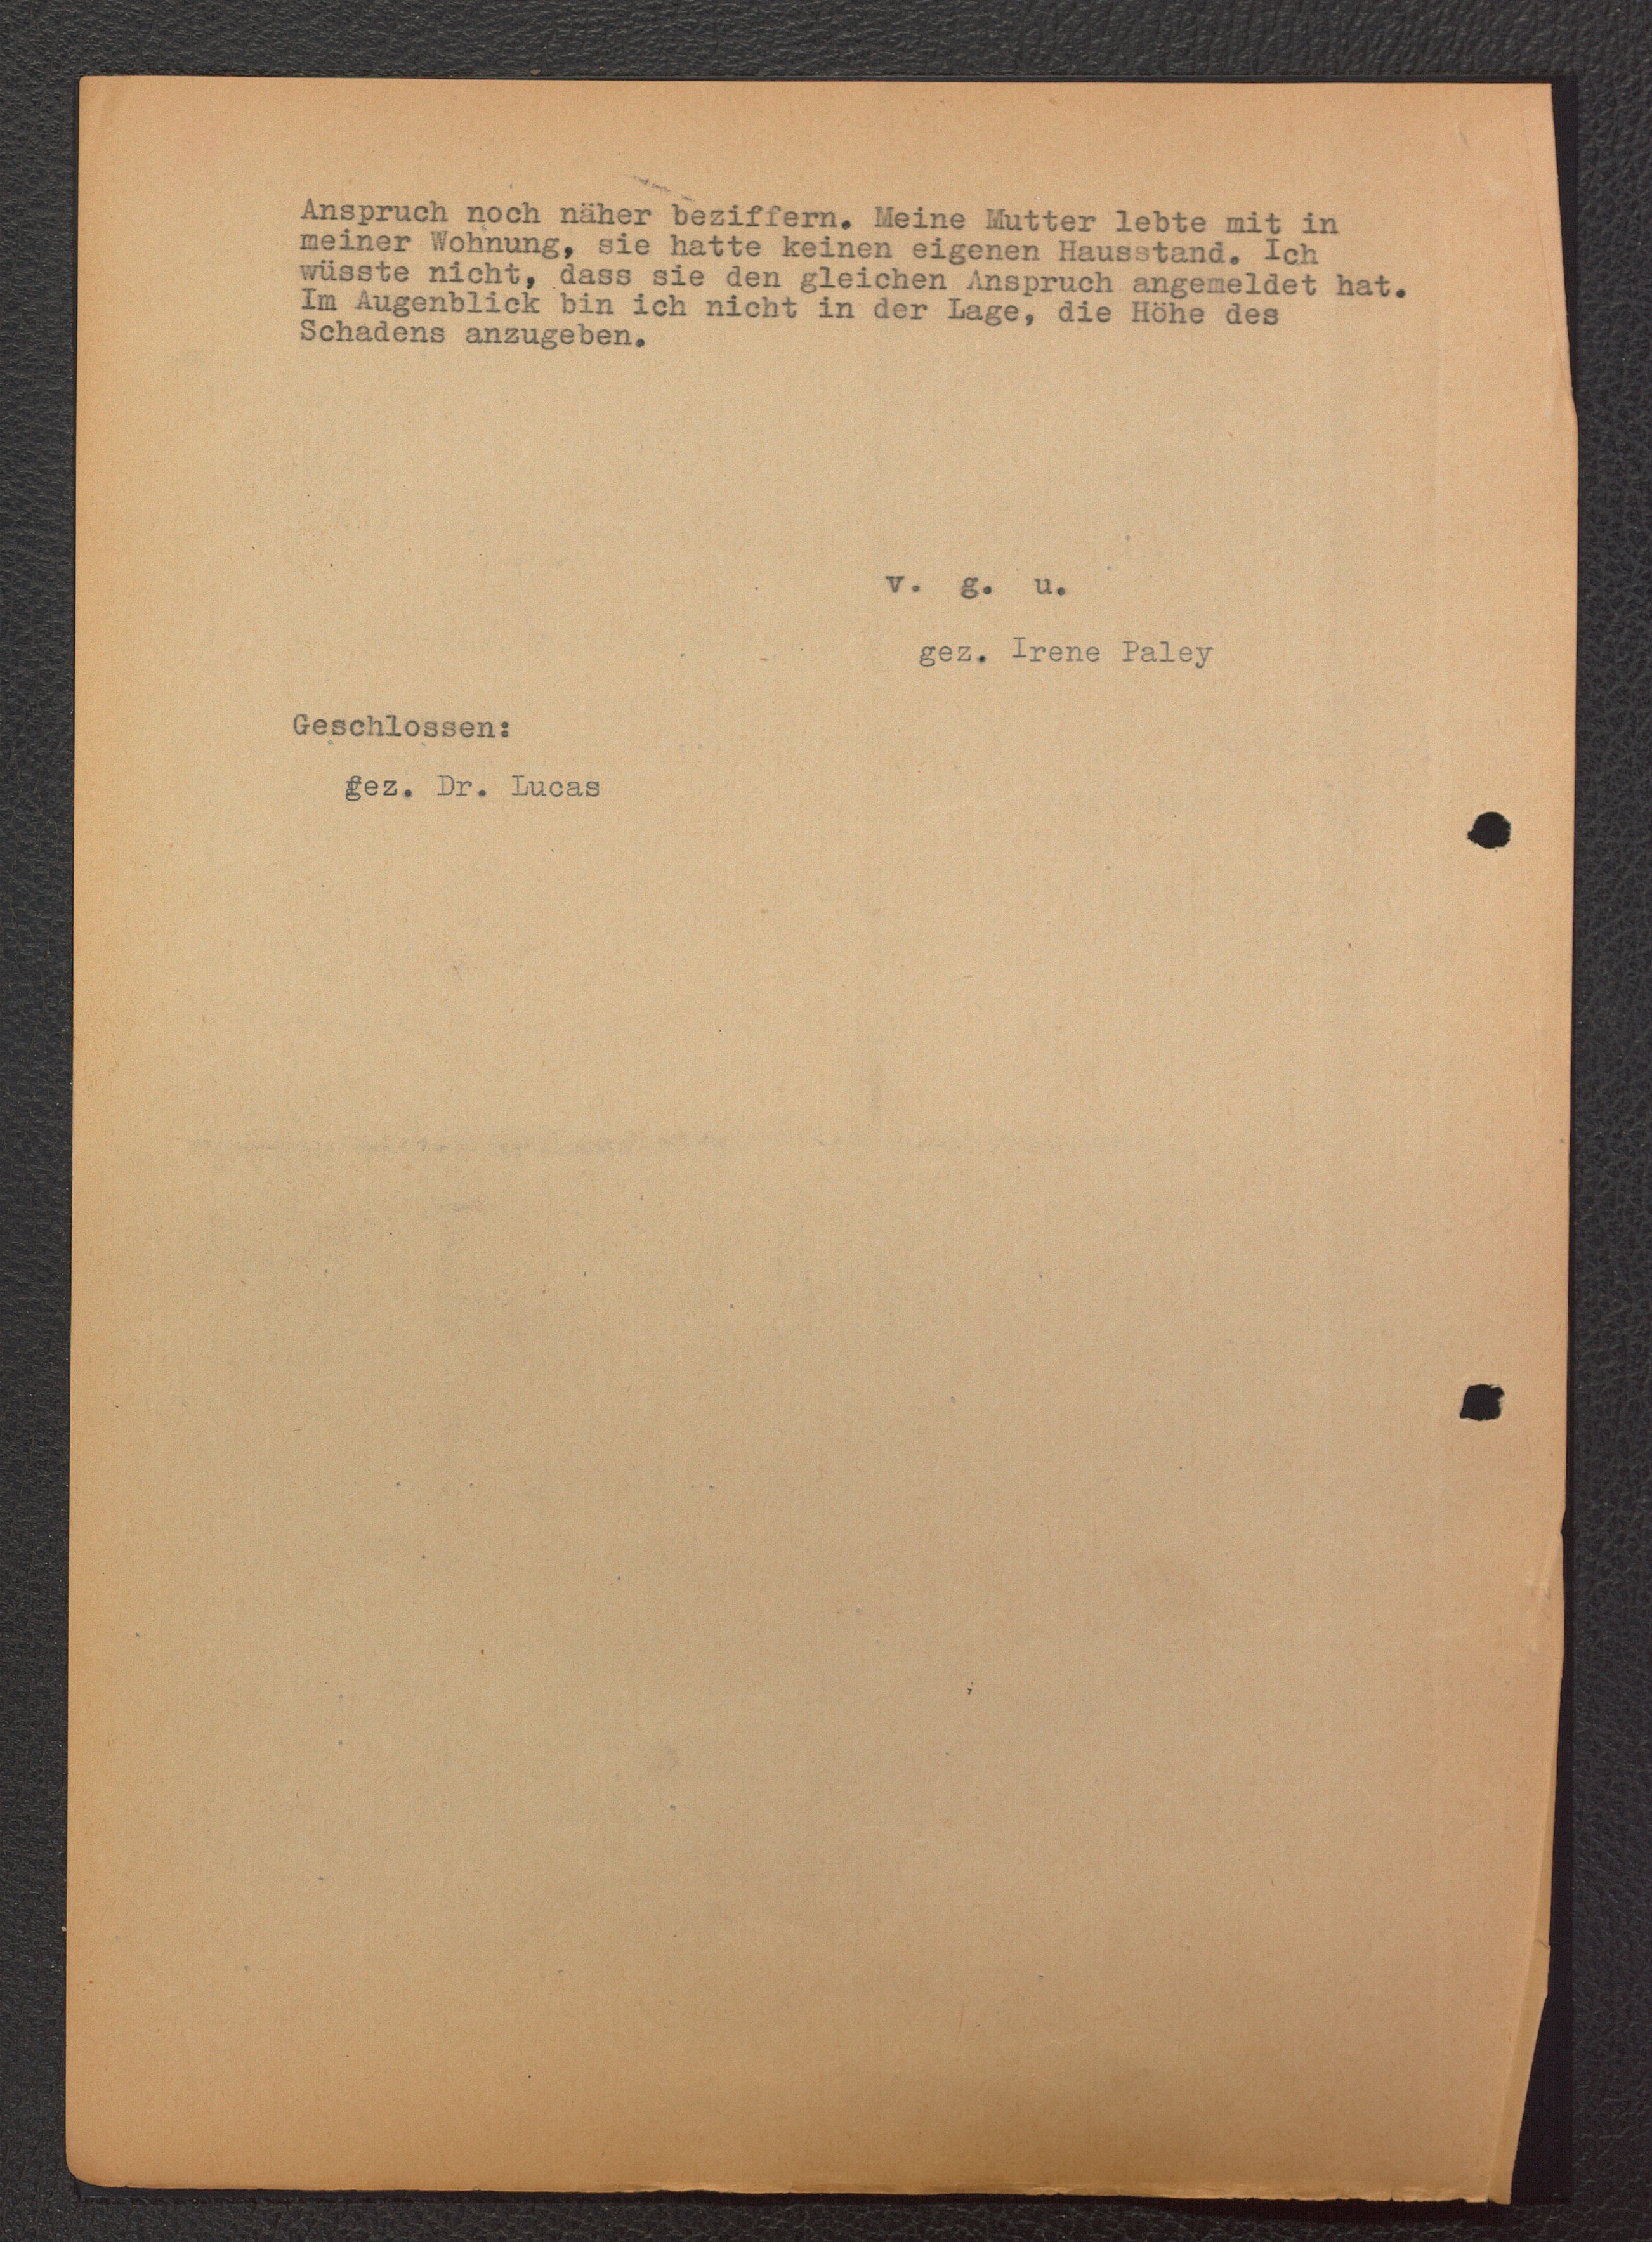 Anspruch noch näher beziffern. Meine Mutter lebte mit in
meiner Wohnung, sie hatte keinen eigenen Hausstand. Ich
wüsste nicht, dass sie den gleichen Anspruch angemeldet hat.
Im Augenblick bin ich nicht in der Lage, die Höhe des
Schadens anzugeben.
v. g. u.
gez. Irene Paley
Geschlossen:
gez. Dr. Lucas